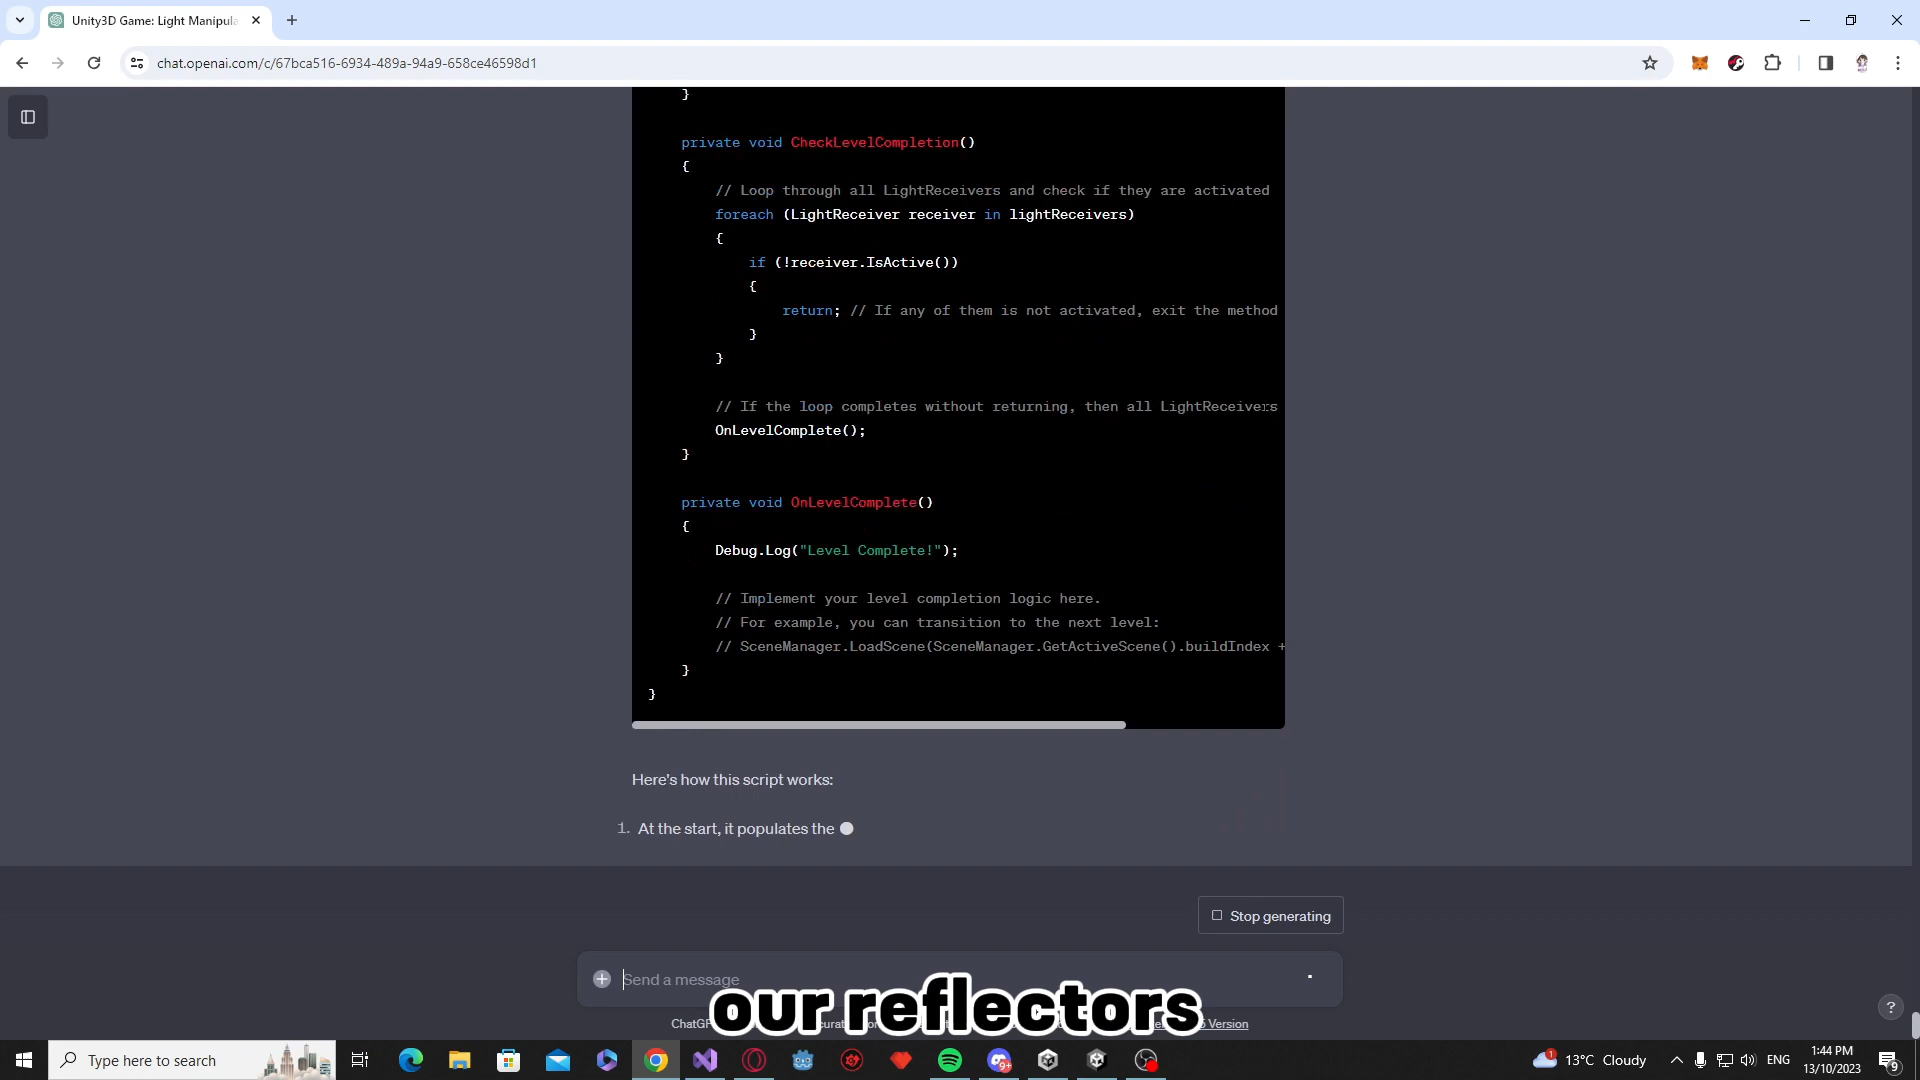 Unity3D Game: Light Manipula
chat.openai.com/c/67bca516-6934-489a-94a9-658ce46598d1
}
private void CheckLevelCompletion()
{
// Loop through all LightReceivers and check if they are activated
foreach (LightReceiver receiver in lightReceivers)
{
if (!receiver.IsActive())
{
return; // If any of them is not activated, exit the method
}
}
// If the loop completes without returning, then all LightReceivers
OnLevelComplete();
}
private void OnLevelComplete()
{
Debug.Log("Level Complete!");
// Implement your level completion logic here.
// For example, you can transition to the next level:
// SceneManager.LoadScene(SceneManager.GetActiveScene().buildIndex +
}
}
Here's how this script works:
1. At the start, it populates the
Stop generating
Send a message
our reflectors
Version
?
Type here to search
9+
1
13°C Cloudy
ENG
1:44 PM
13/10/2023
9